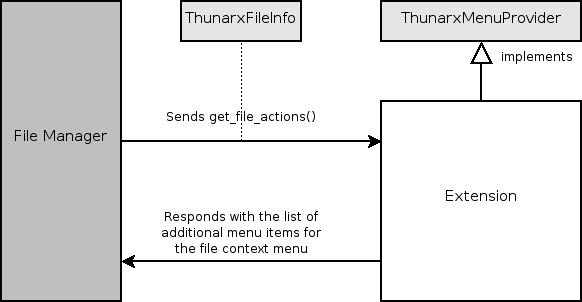 ThunarxFileInfo
ThunarxMenuProvider
implements
Sends get_file_actions()
File Manager
Extension
Responds with the list of
additional menu items for
the file context menu